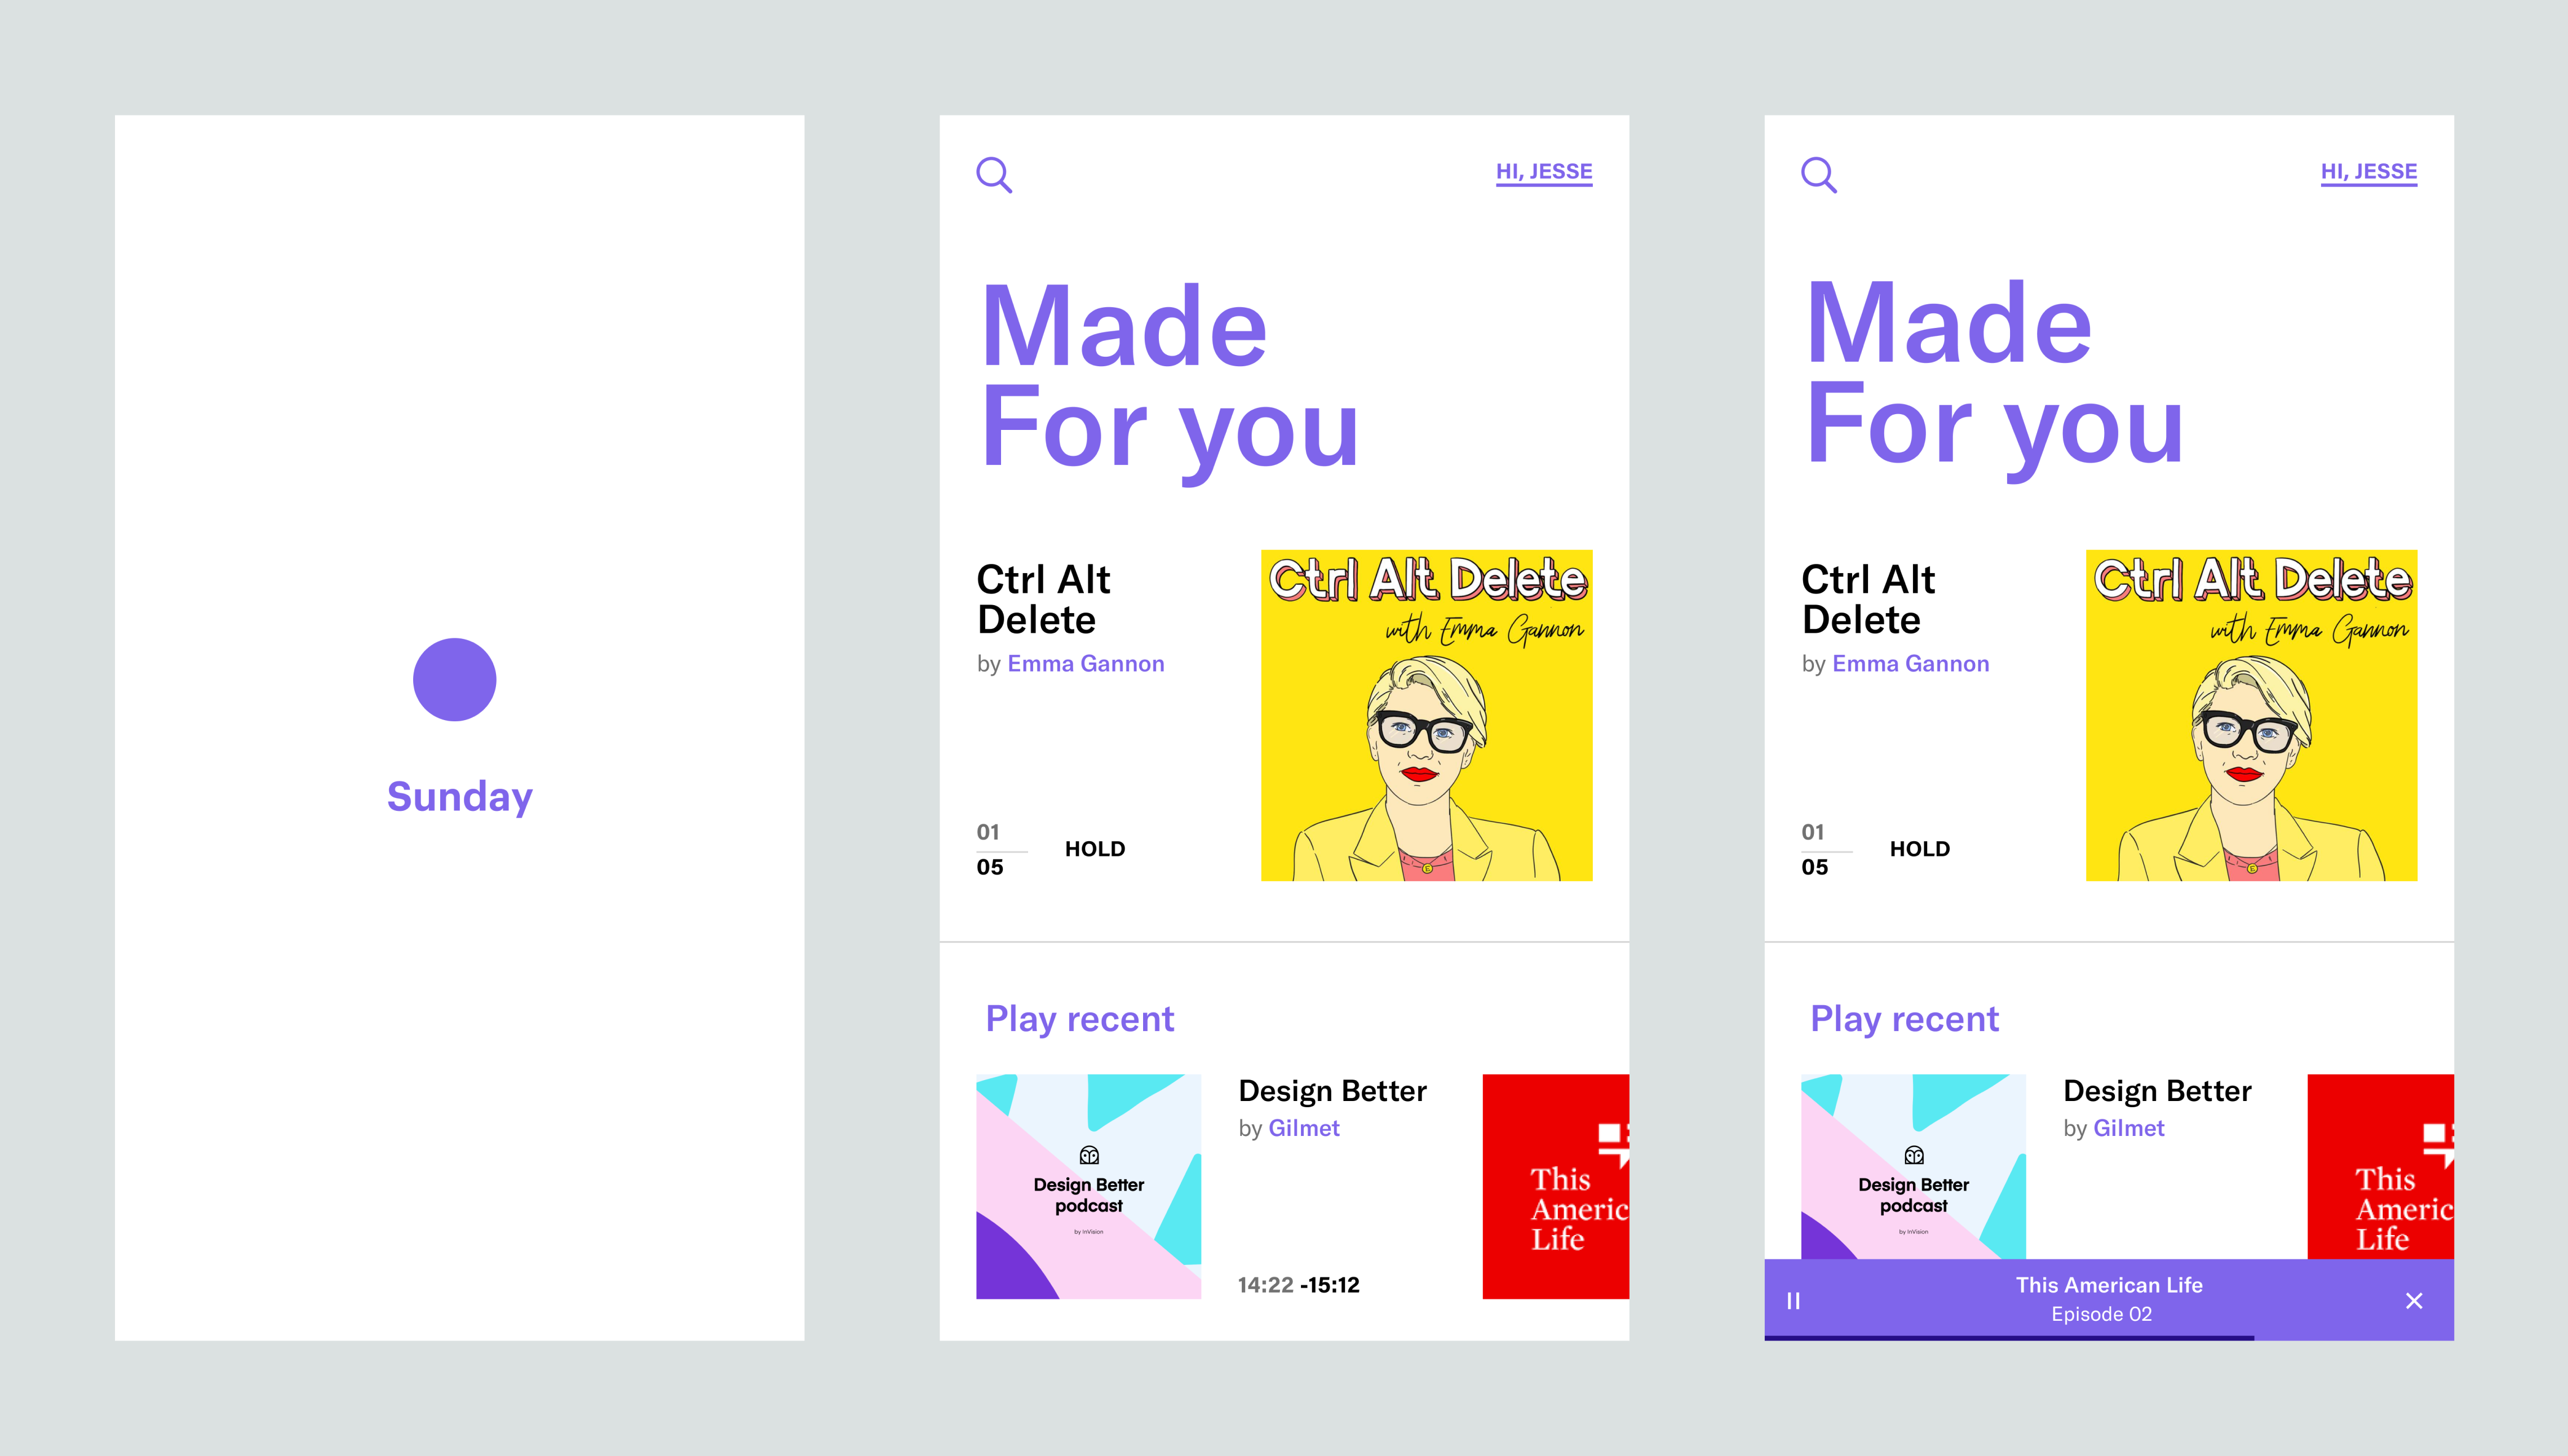 Sunday
HI, JESSE
Made
For you
Ctrl Alt
Delete
by Emma Gannon
01
05
HOLD
Ctrl Alt Delete
with Emma Gannon
E
Play recent
Design Better
podcast
by InVision
Design Better
by Gilmet
14:22 -15:12
This
Americ
Life
HI, JESSE
Made
For you
Ctrl Alt
Delete
by Emma Gannon
01
05
HOLD
Ctrl Alt Delete
with Emma Gannon
E
Play recent
Design Better
podcast
by InVision
Design Better
by Gilmet
This
Americ
Life
This American Life
Episode 02